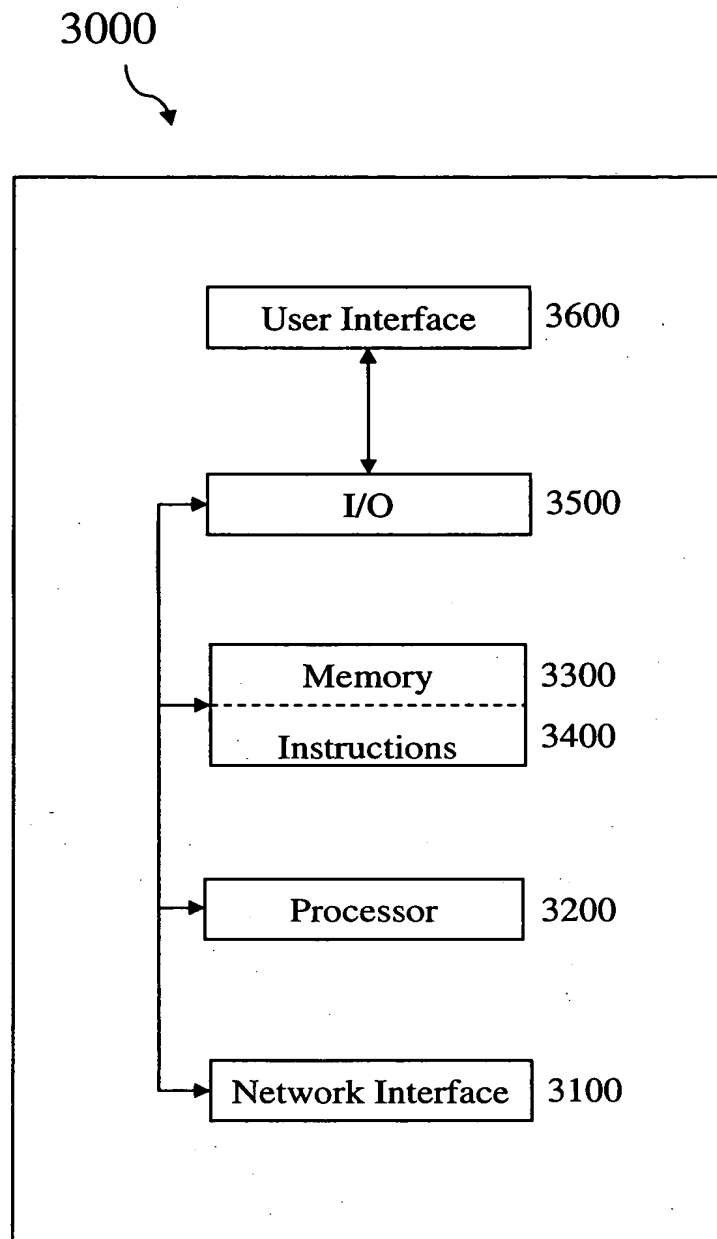 3000
User Interface 3600
I/O 3500
Memory 3300
Instructions 3400
Processor 3200
Network Interface 3100